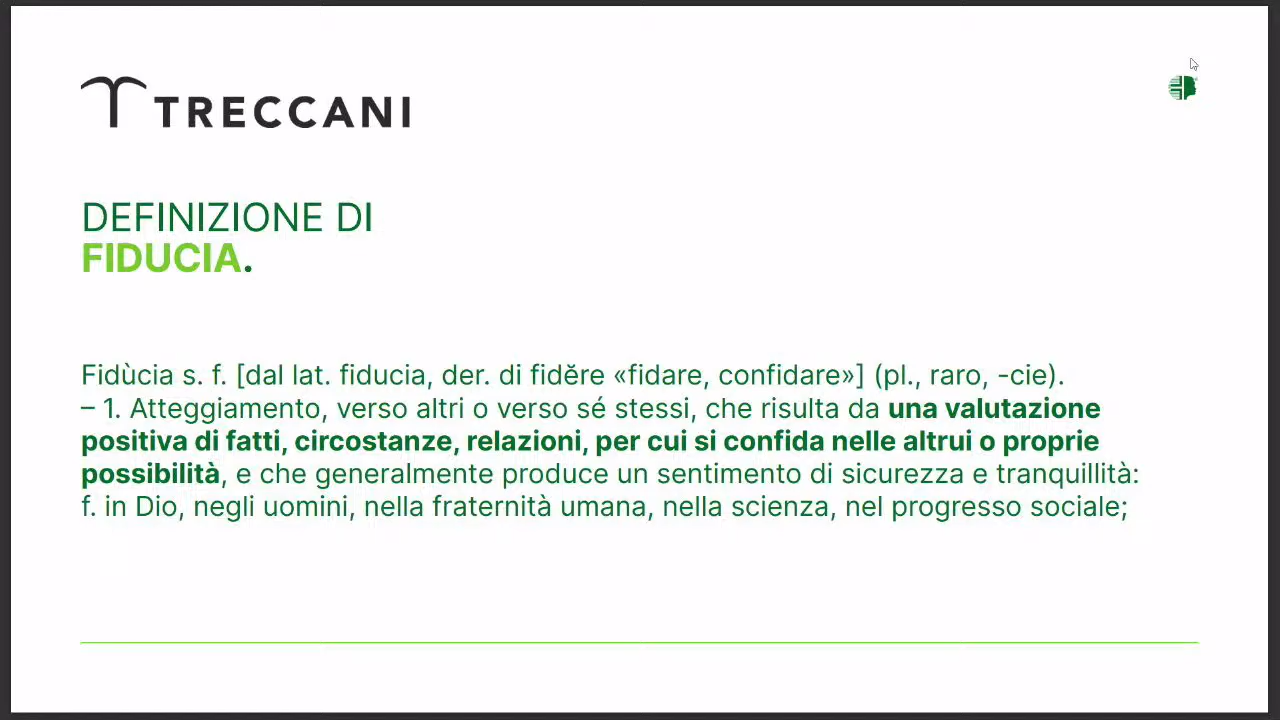 TRECCANI
DEFINIZIONE DI
FIDUCIA.
Fidùcia s. f. [dal lat. fiducia, der. di fidĕre «fidare, confidare»] (pl., raro, -cie).
– 1. Atteggiamento, verso altri o verso sé stessi, che risulta da una valutazione
positiva di fatti, circostanze, relazioni, per cui si confida nelle altrui o proprie
possibilità, e che generalmente produce un sentimento di sicurezza e tranquillità:
f. in Dio, negli uomini, nella fraternità umana, nella scienza, nel progresso sociale;